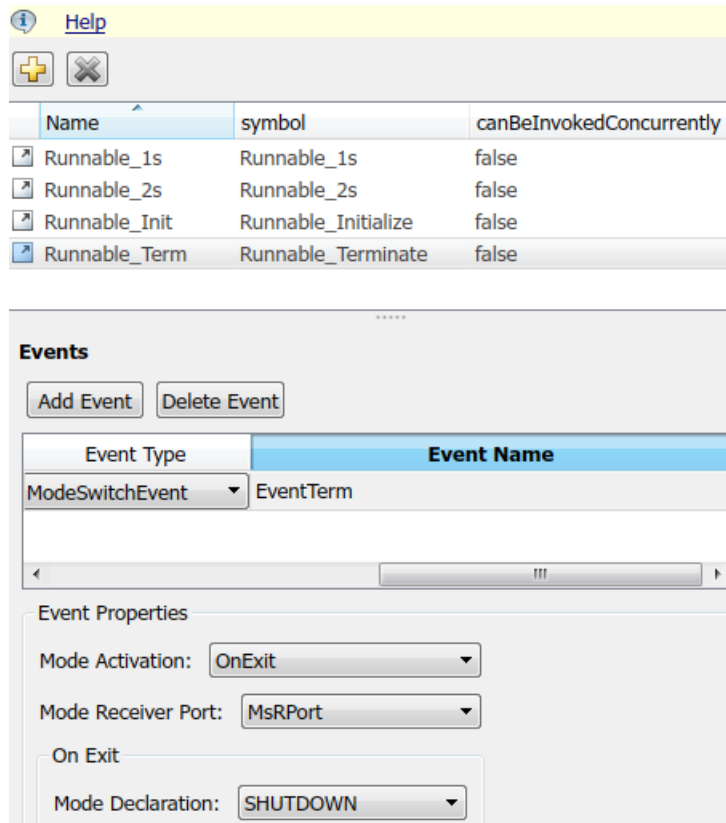 Help
Name symbol canBeInvokedConcurrently
Runnable_1s Runnable_1s false
Runnable_2s Runnable_2s false
Runnable_Init Runnable_Initialize false
Runnable_Term Runnable_Terminate false
Events
Add Event Delete Event
Event Type Event Name
ModeSwitchEvent EventTerm
Event Properties
Mode Activation: OnExit
Mode Receiver Port: MsRPort
On Exit
Mode Declaration: SHUTDOWN